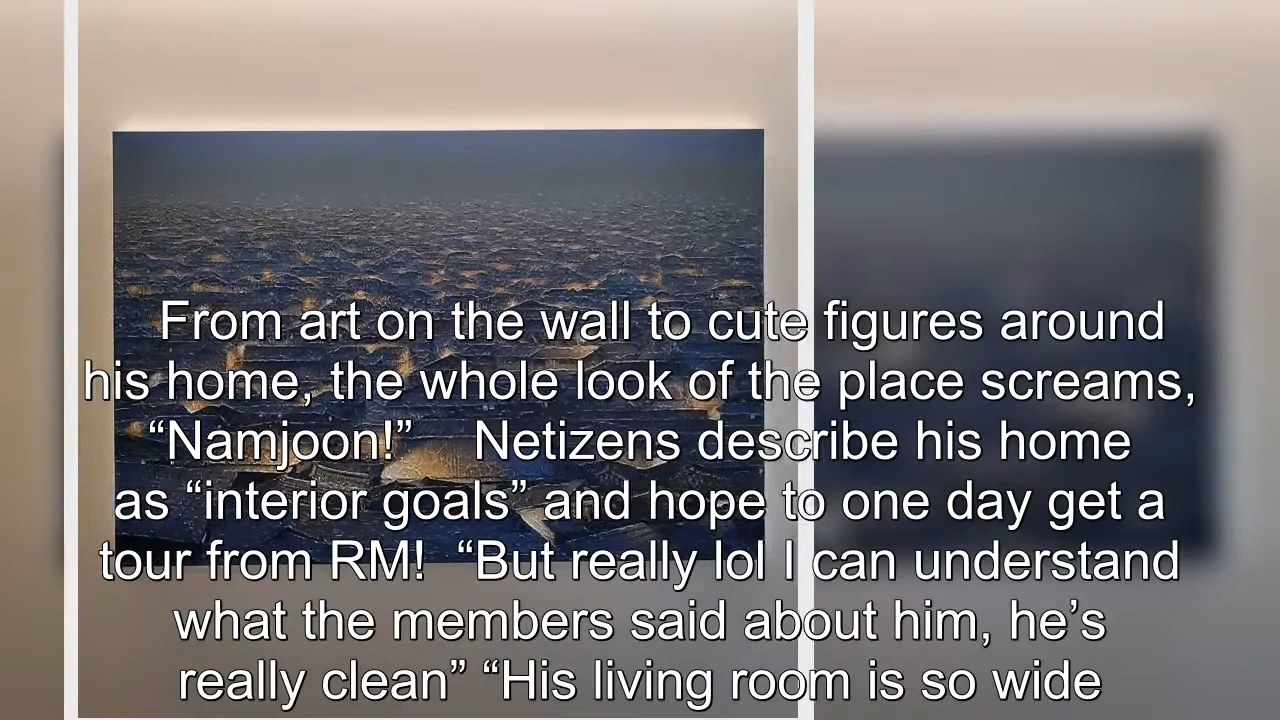 From art on the wall to cute figures around
his home, the whole look of the place screams,
“Namjoon!” Netizens describe his home
as “interior goals” and hope to one day get a
tour from RM! “But really lol I can understand
what the members said about him, he’s
really clean” “His living room is so wide